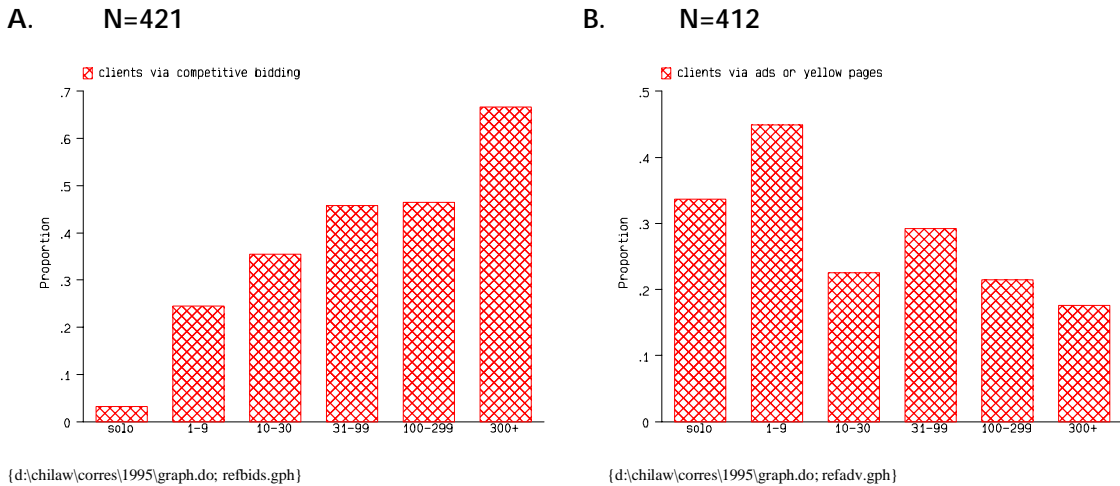 A. N=421
clients via competitive bidding
Proportion
.7
.6
.5
.4
.3
.2
.1
0
solo 1-9 10-30 31-99 100-299 300+
{d:\chilaw\corres\1995\graph.do; refbids.gph}
B. N=412
clients via ads or yellow pages
Proportion
.5
.4
.3
.2
.1
0
solo 1-9 10-30 31-99 100-299 300+
{d:\chilaw\corres\1995\graph.do; refadv.gph}